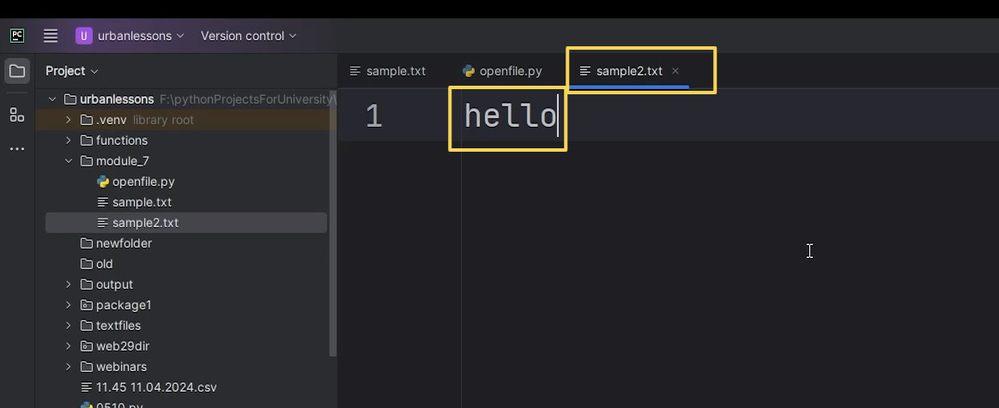 PC
U urbanlessons Version control
Project
sample.txt openfile.py sample2.txt
urbanlessons F:\pythonProjectsForUniversity\
.venv library root
functions
module_7
openfile.py
sample.txt
sample2.txt
newfolder
old
output
package1
textfiles
web29dir
webinars
11.45 11.04.2024.csv
0510.py
1 hello